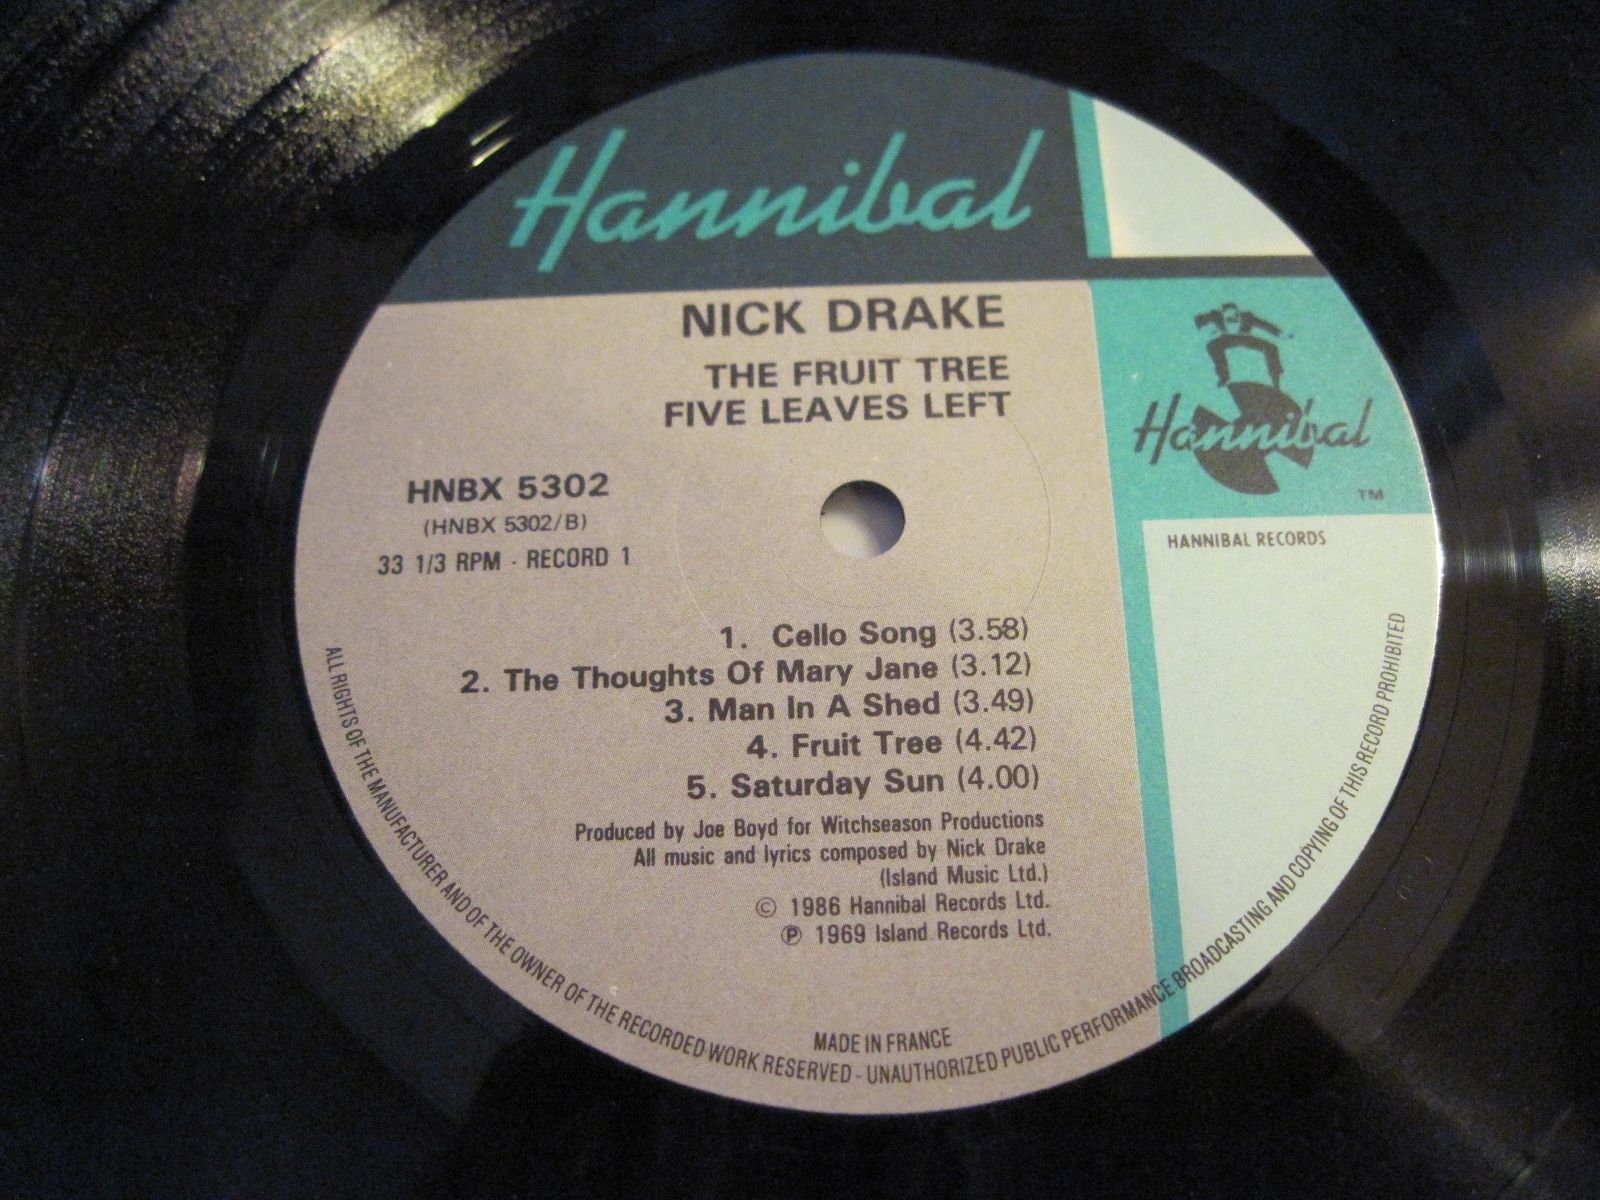 Hannibal
NICK DRAKE
THE FRUIT TREE
FIVE LEAVES LEFT
Hannibal
TM
HANNIBAL RECORDS
HNBX 5302
(HNBX 5302/B)
33 1/3 RPM · RECORD 1
1. Cello Song (3.58)
2. The Thoughts Of Mary Jane (3.12)
3. Man In A Shed (3.49)
4. Fruit Tree (4.42)
5. Saturday Sun (4.00)
Produced by Joe Boyd for Witchseason Productions
All music and lyrics composed by Nick Drake
(Island Music Ltd.)
© 1986 Hannibal Records Ltd.
℗ 1969 Island Records Ltd.
MADE IN FRANCE
ALL RIGHTS OF THE MANUFACTURER AND OF THE OWNER OF THE RECORDED WORK RESERVED - UNAUTHORIZED PUBLIC PERFORMANCE BROADCASTING AND COPYING OF THIS RECORD PROHIBITED